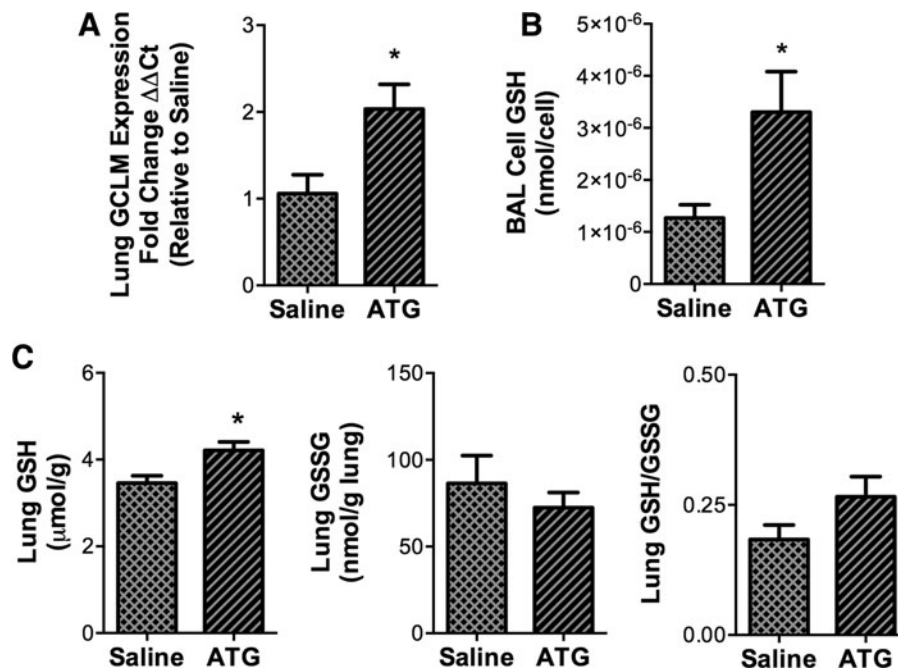 A
Lung GCLM Expression
Fold Change ΔΔCt
(Relative to Saline)
3
2
1
0
*
Saline
ATG
B
BAL Cell GSH
(nmol/cell)
5×10⁻⁶
4×10⁻⁶
3×10⁻⁶
2×10⁻⁶
1×10⁻⁶
0
*
Saline
ATG
C
Lung GSH
(μmol/g)
6
4
2
0
*
Saline
ATG
Lung GSSG
(nmol/g lung)
150
100
50
0
Saline
ATG
Lung GSH/GSSG
0.50
0.25
0.00
Saline
ATG